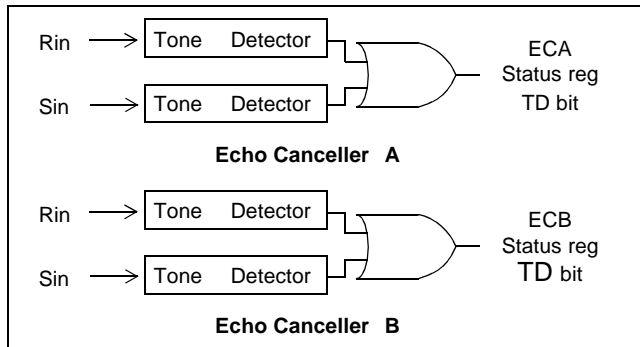 Rin
Tone Detector
ECA
Status reg
TD bit
Sin
Tone Detector
Echo Canceller A
Rin
Tone Detector
ECB
Status reg
TD bit
Sin
Tone Detector
Echo Canceller B